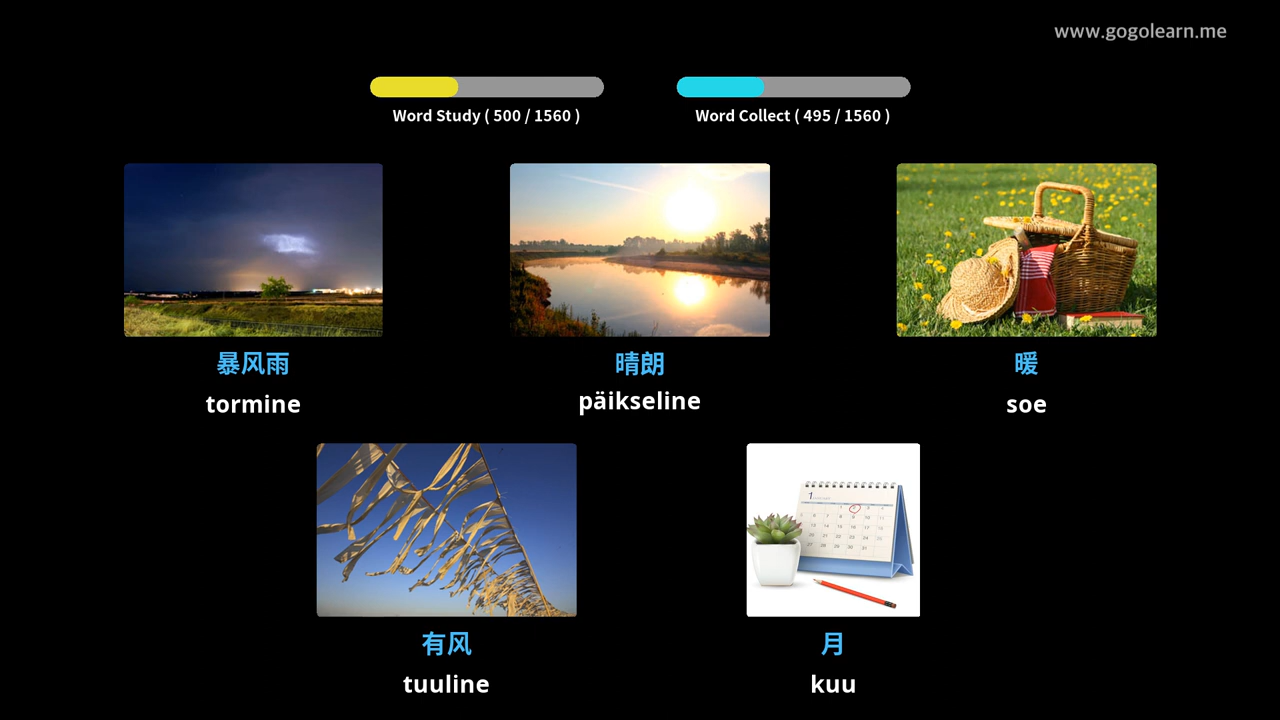 www.gogolearn.me
Word Study ( 500 / 1560 )
Word Collect ( 495 / 1560 )
暴风雨
晴朗
暖
tormine
päikseline
soe
有风
月
tuuline
kuu